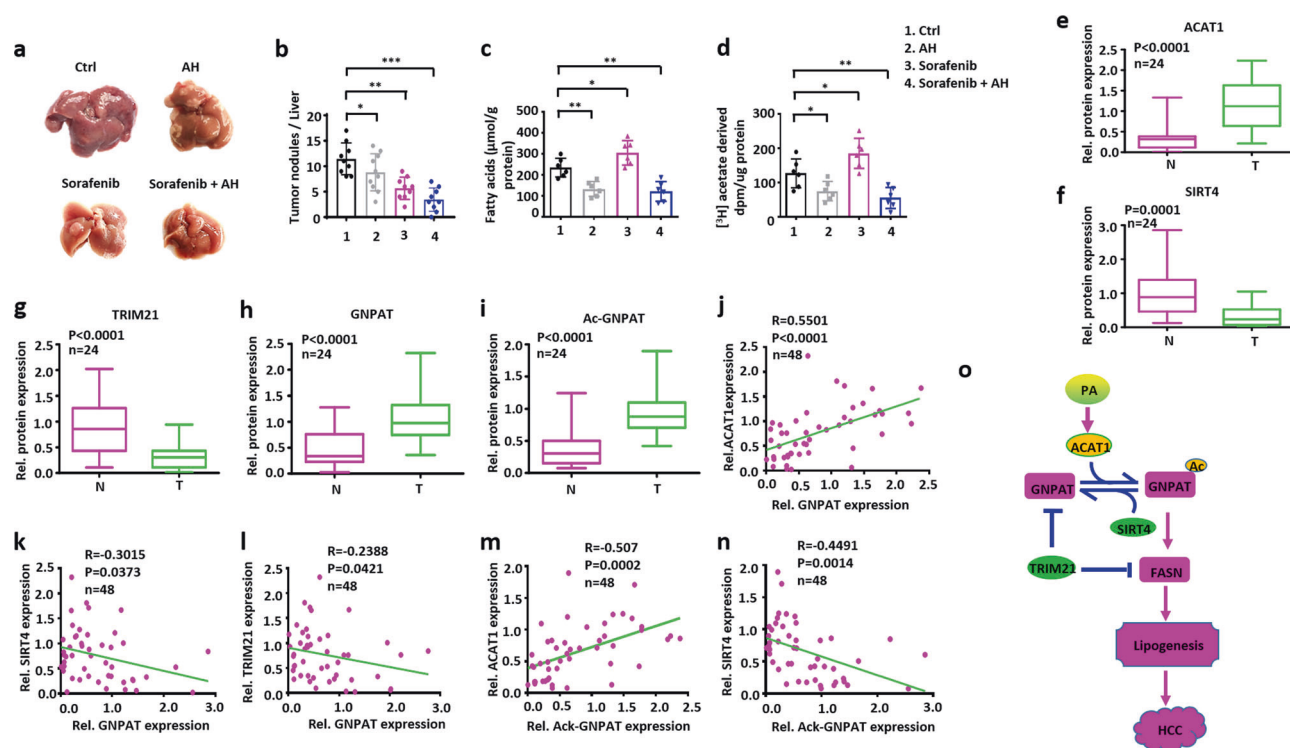 a
Ctrl
AH
Sorafenib
Sorafenib + AH
b
Tumor nodules / Liver
20
15
10
5
0
***
**
*
1 2 3 4
c
Fatty acids (μmol/g
protein)
500
400
300
200
100
0
**
*
**
1 2 3 4
d
[³H] acetate derived
dpm/ug protein
300
200
100
0
**
*
*
1 2 3 4
1. Ctrl
2. AH
3. Sorafenib
4. Sorafenib + AH
e
ACAT1
P<0.0001
n=24
Rel. protein expression
2.5
2.0
1.5
1.0
0.5
0.0
N T
f
SIRT4
P=0.0001
n=24
Rel. protein expression
3.0
2.0
1.0
0.0
N T
g
TRIM21
P<0.0001
n=24
Rel. protein expression
2.5
2.0
1.5
1.0
0.5
0.0
N T
h
GNPAT
P<0.0001
n=24
Rel. protein expression
2.5
2.0
1.5
1.0
0.5
0.0
N T
i
Ac-GNPAT
P<0.0001
n=24
Rel. protein expression
2.0
1.5
1.0
0.5
0.0
N T
j
R=0.5501
P<0.0001
n=48
Rel.ACAT1expression
2.5
2.0
1.5
1.0
0.5
0.0
0.0 0.5 1.0 1.5 2.0 2.5
Rel. GNPAT expression
k
R=-0.3015
P=0.0373
n=48
Rel. SIRT4 expression
2.5
2.0
1.5
1.0
0.5
0.0
0.0 1.0 2.0 3.0
Rel. GNPAT expression
l
R=-0.2388
P=0.0421
n=48
Rel. TRIM21 expression
2.5
2.0
1.5
1.0
0.5
0.0
0.0 1.0 2.0 3.0
Rel. GNPAT expression
m
R=-0.507
P=0.0002
n=48
Rel. ACAT1 expression
2.0
1.5
1.0
0.5
0.0
0.0 0.5 1.0 1.5 2.0 2.5
Rel. Ack-GNPAT expression
n
R=-0.4491
P=0.0014
n=48
Rel. SIRT4 expression
2.0
1.5
1.0
0.5
0.0
0.0 1.0 2.0 3.0
Rel. Ack-GNPAT expression
o
PA
ACAT1
Ac
GNPAT
GNPAT
SIRT4
TRIM21
FASN
Lipogenesis
HCC